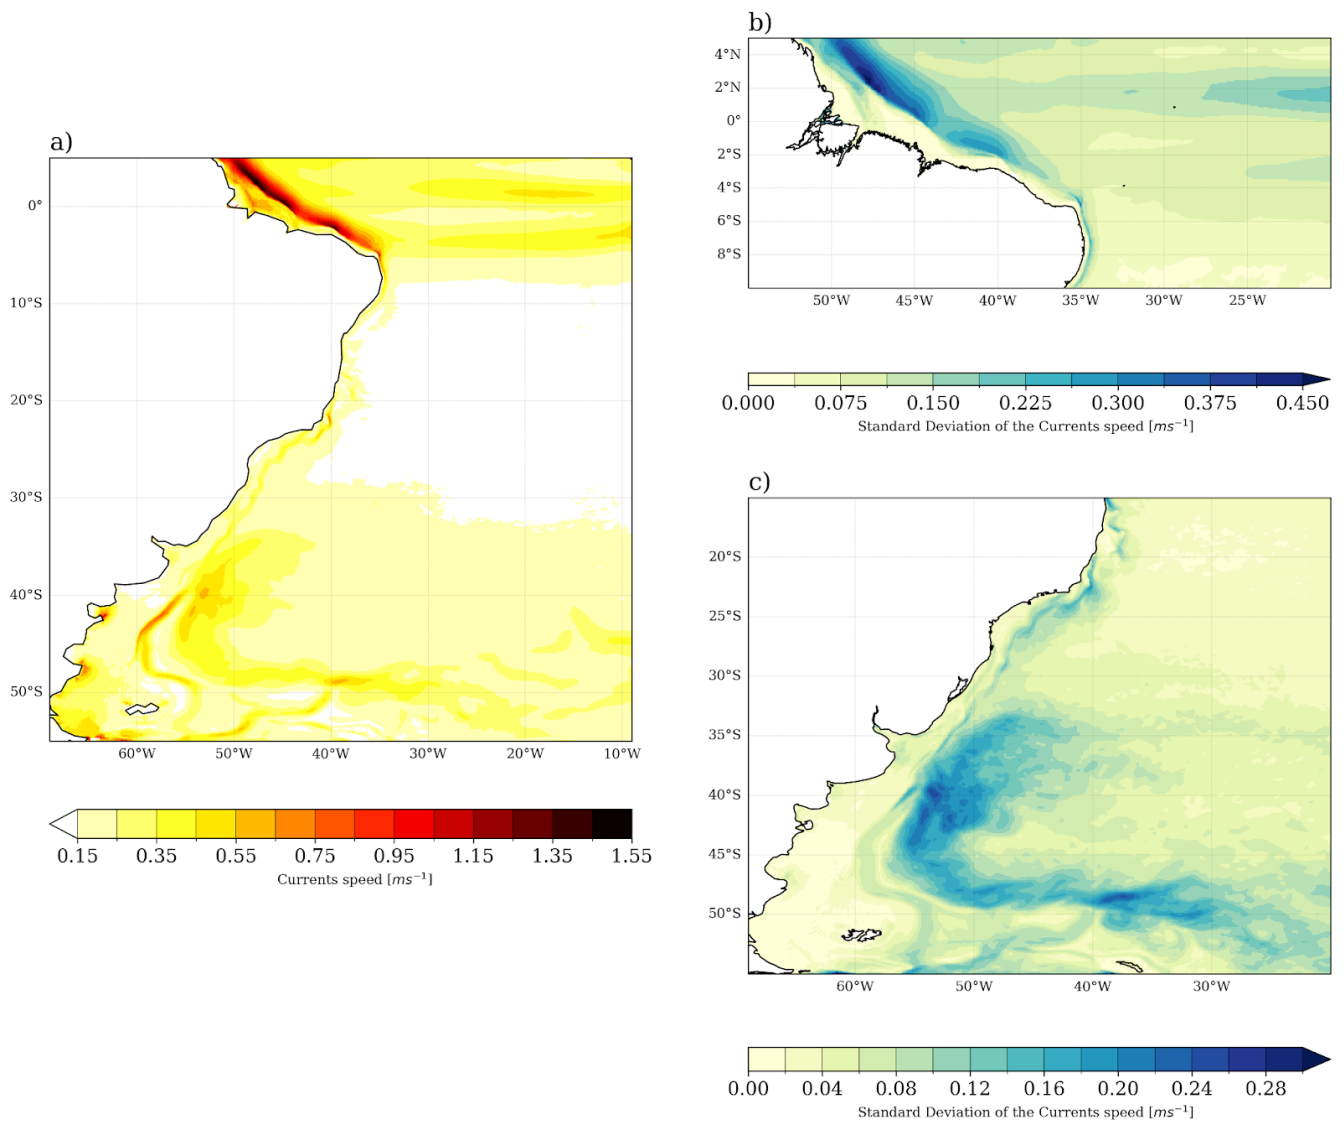 a)
0°
10°S
20°S
30°S
40°S
50°S
60°W 50°W 40°W 30°W 20°W 10°W
0.15 0.35 0.55 0.75 0.95 1.15 1.35 1.55
Currents speed [ms⁻¹]
b)
4°N
2°N
0°
2°S
4°S
6°S
8°S
50°W 45°W 40°W 35°W 30°W 25°W
0.000 0.075 0.150 0.225 0.300 0.375 0.450
Standard Deviation of the Currents speed [ms⁻¹]
c)
20°S
25°S
30°S
35°S
40°S
45°S
50°S
60°W 50°W 40°W 30°W
0.00 0.04 0.08 0.12 0.16 0.20 0.24 0.28
Standard Deviation of the Currents speed [ms⁻¹]